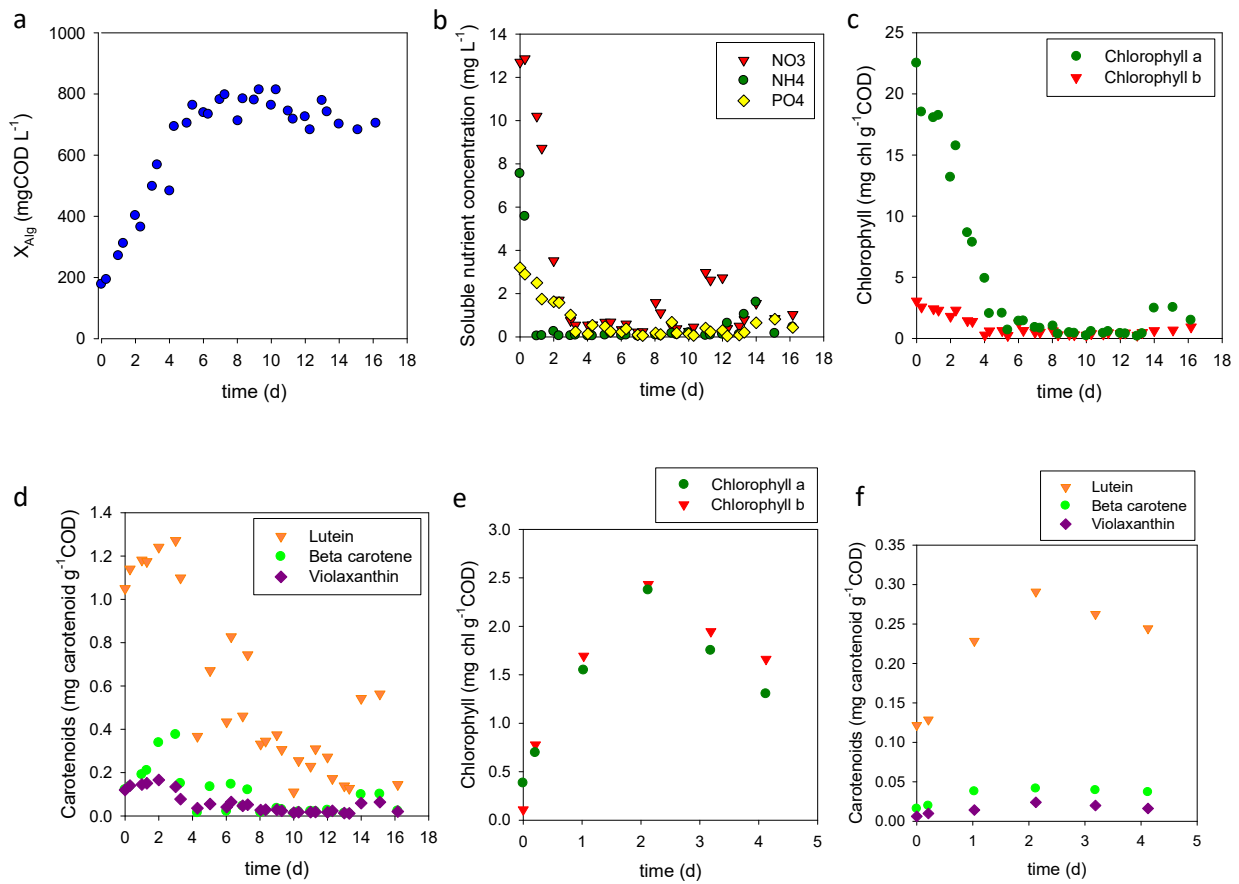 a
X_Alg (mgCOD L⁻¹)
1000
800
600
400
200
0
0 2 4 6 8 10 12 14 16 18
time (d)
b
Soluble nutrient concentration (mg L⁻¹)
14
12
10
8
6
4
2
0
NO3
NH4
PO4
0 2 4 6 8 10 12 14 16 18
time (d)
c
Chlorophyll (mg chl g⁻¹COD)
25
20
15
10
5
0
Chlorophyll a
Chlorophyll b
0 2 4 6 8 10 12 14 16 18
time (d)
d
Carotenoids (mg carotenoid g⁻¹COD)
1.4
1.2
1.0
0.8
0.6
0.4
0.2
0.0
Lutein
Beta carotene
Violaxanthin
0 2 4 6 8 10 12 14 16 18
time (d)
e
Chlorophyll a
Chlorophyll b
Chlorophyll (mg chl g⁻¹COD)
3.0
2.5
2.0
1.5
1.0
0.5
0.0
0 1 2 3 4 5
time (d)
f
Lutein
Beta carotene
Violaxanthin
Carotenoids (mg carotenoid g⁻¹COD)
0.35
0.30
0.25
0.20
0.15
0.10
0.05
0.00
0 1 2 3 4 5
time (d)